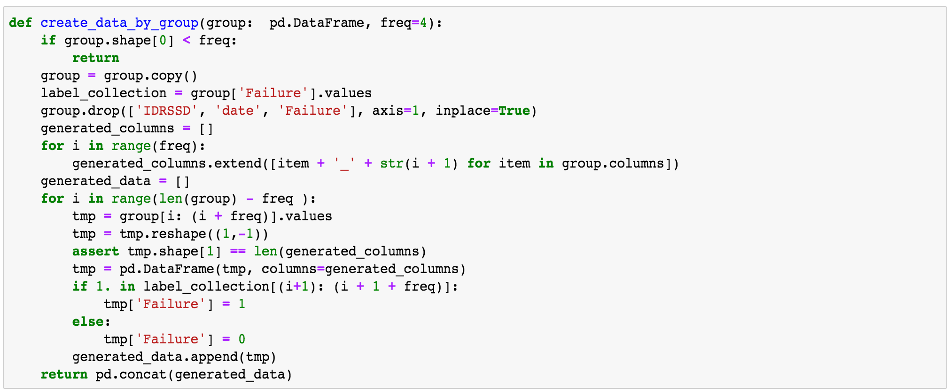 def create_data_by_group(group:  pd.DataFrame, freq=4):
    if group.shape[0] < freq:
        return
    group = group.copy()
    label_collection = group['Failure'].values
    group.drop(['IDRSSD', 'date', 'Failure'], axis=1, inplace=True)
    generated_columns = []
    for i in range(freq):
        generated_columns.extend([item + '_' + str(i + 1) for item in group.columns])
    generated_data = []
    for i in range(len(group) - freq ):
        tmp = group[i: (i + freq)].values
        tmp = tmp.reshape((1,-1))
        assert tmp.shape[1] == len(generated_columns)
        tmp = pd.DataFrame(tmp, columns=generated_columns)
        if 1. in label_collection[(i+1): (i + 1 + freq)]:
            tmp['Failure'] = 1
        else:
            tmp['Failure'] = 0
        generated_data.append(tmp)
    return pd.concat(generated_data)